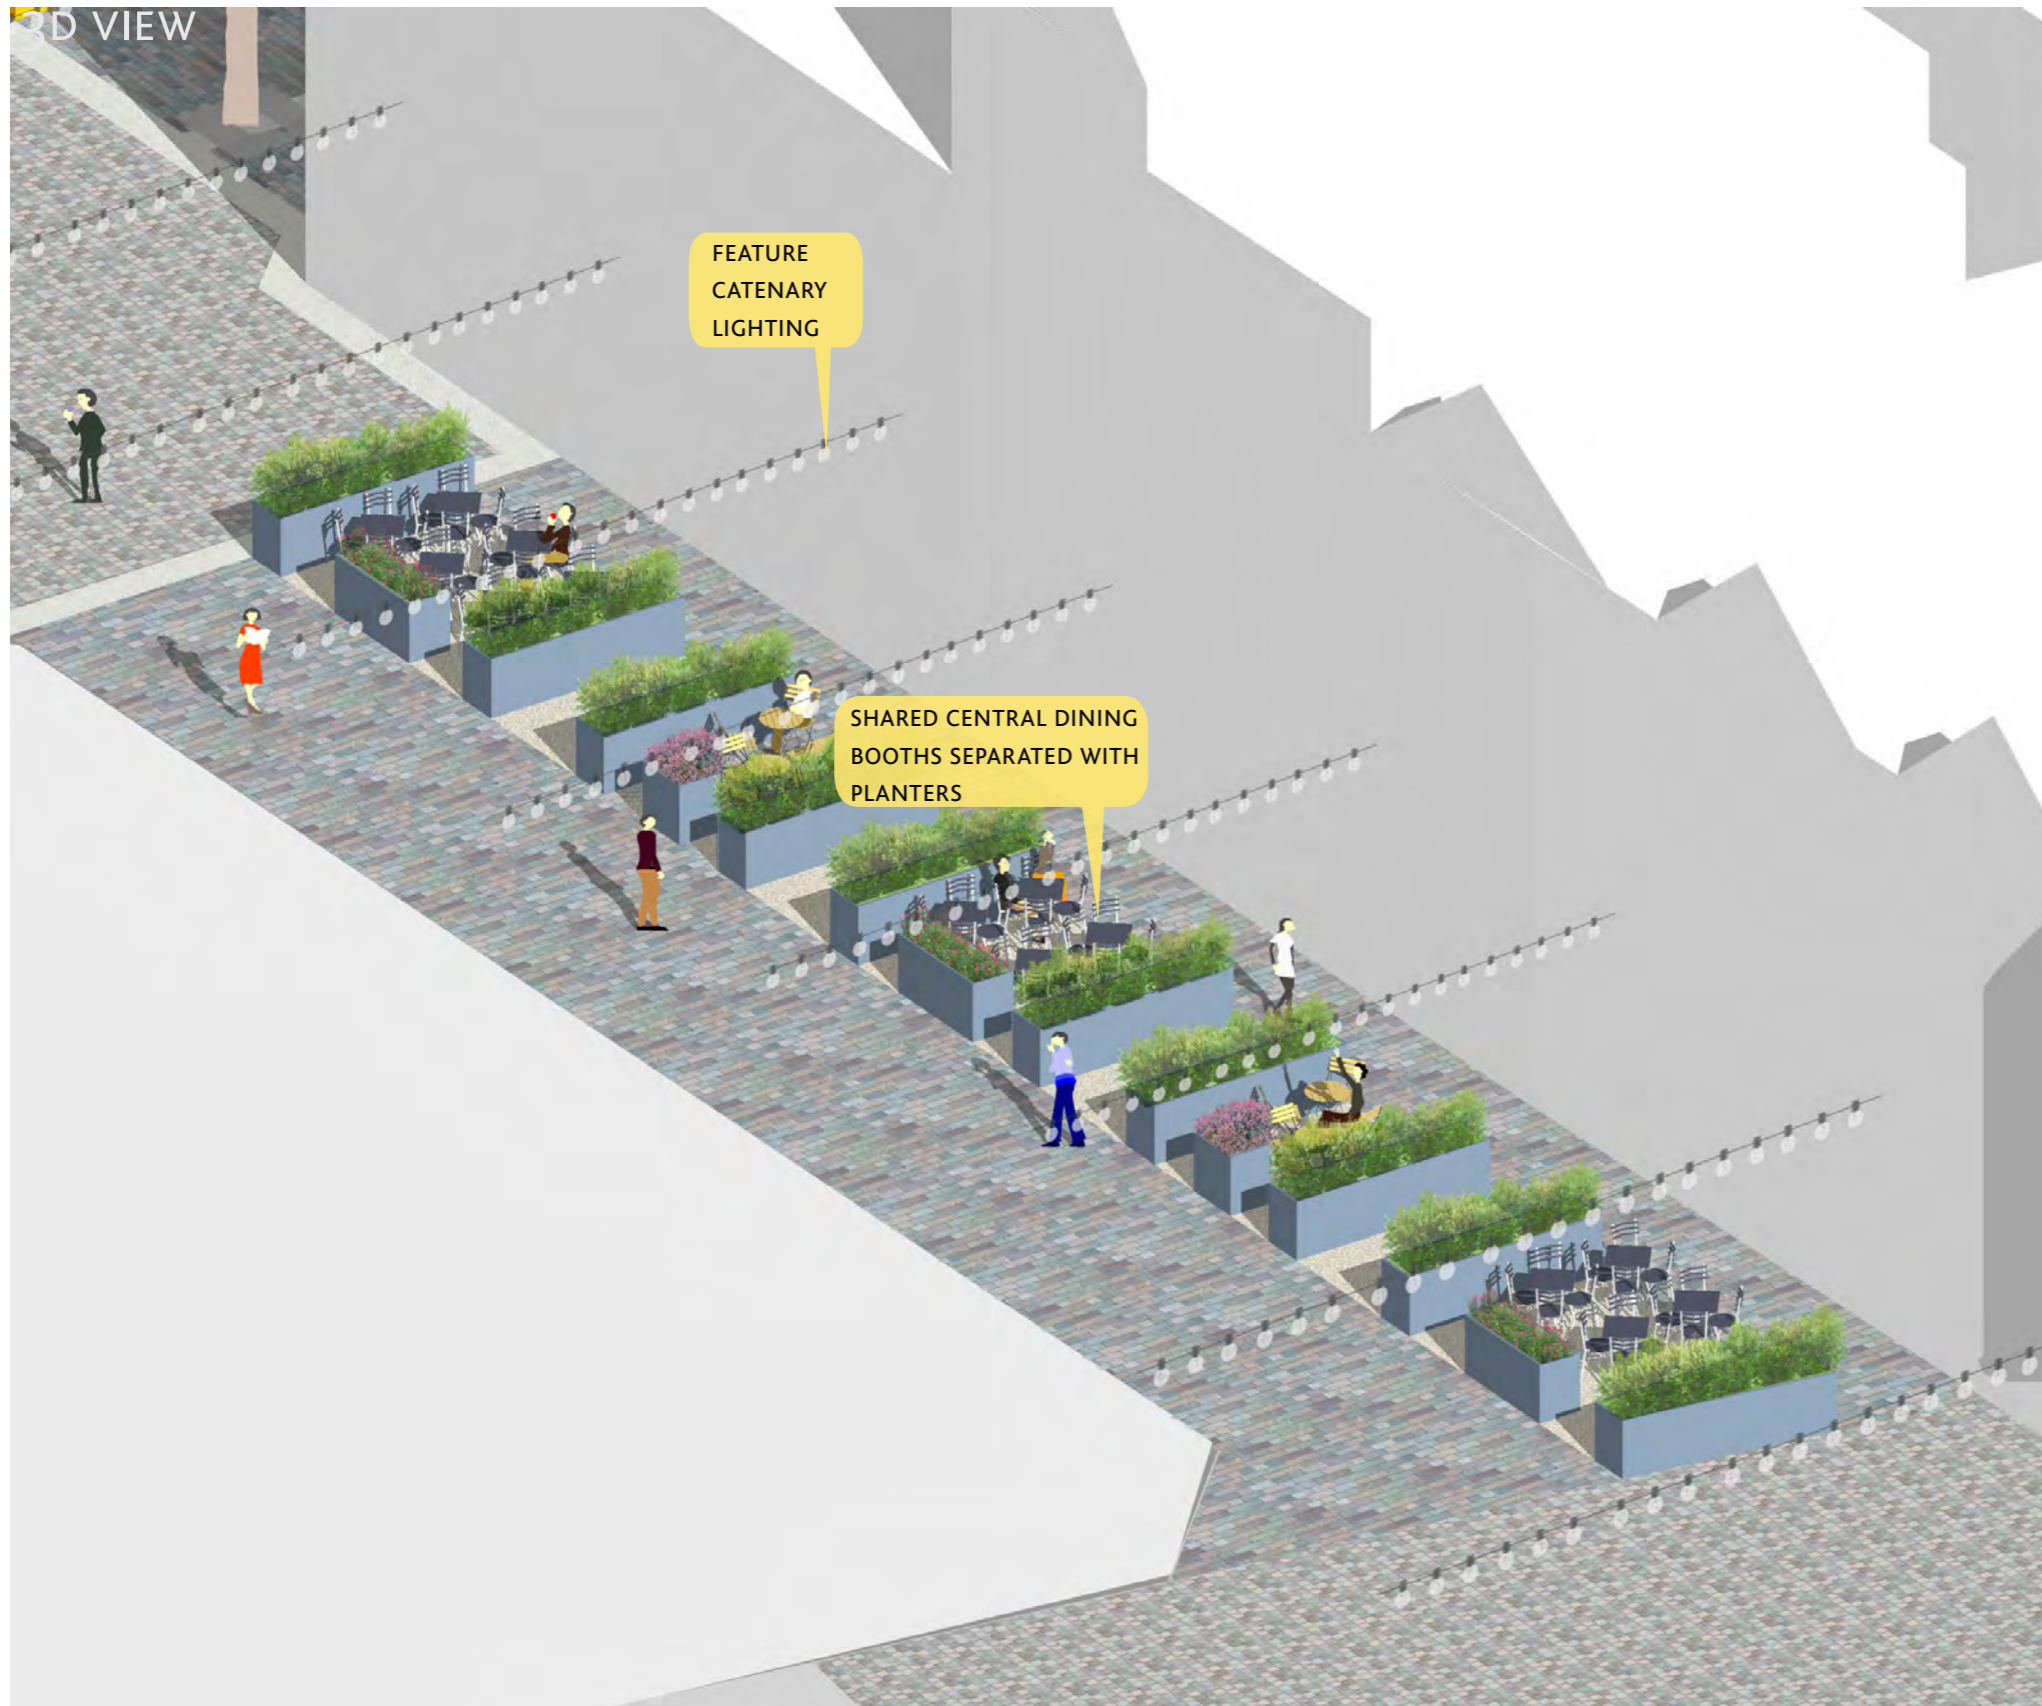 3D VIEW
FEATURE
CATENARY
LIGHTING
SHARED CENTRAL DINING
BOOTHS SEPARATED WITH
PLANTERS